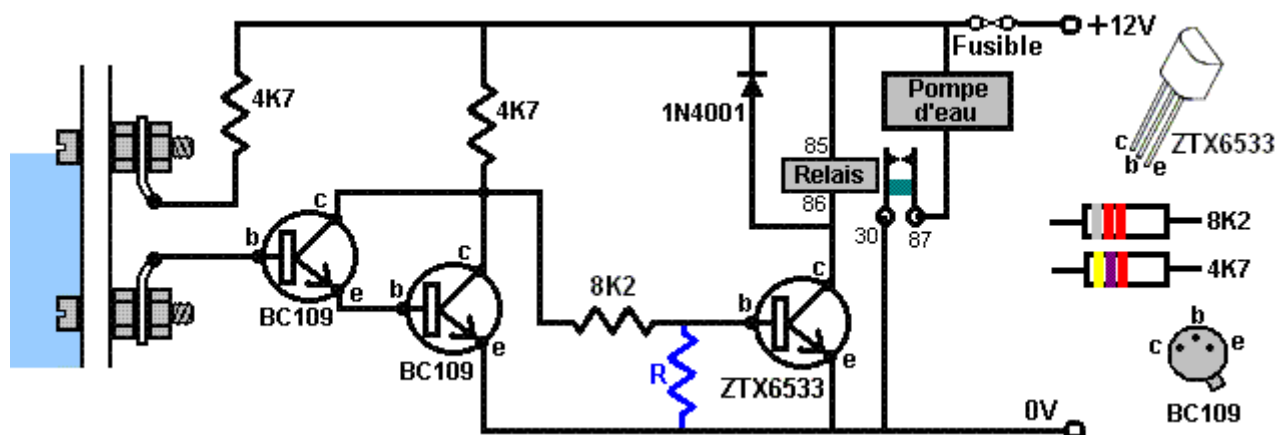 +12V
Fusible
4K7
4K7
1N4001
Pompe
d'eau
85
Relais
86
30
87
c
b
e
ZTX6533
8K2
4K7
b
c
e
BC109
c
b
e
BC109
c
b
e
BC109
8K2
R
c
b
e
ZTX6533
0V